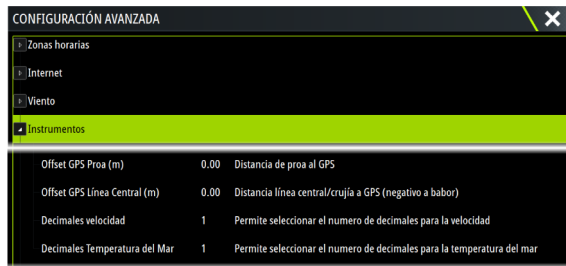 CONFIGURACIÓN AVANZADA
Zonas horarias
Internet
Viento
Instrumentos
Offset GPS Proa (m) 0.00 Distancia de proa al GPS
Offset GPS Línea Central (m) 0.00 Distancia línea central/crujía a GPS (negativo a babor)
Decimales velocidad 1 Permite seleccionar el numero de decimales para la velocidad
Decimales Temperatura del Mar 1 Permite seleccionar el numero de decimales para la temperatura del mar